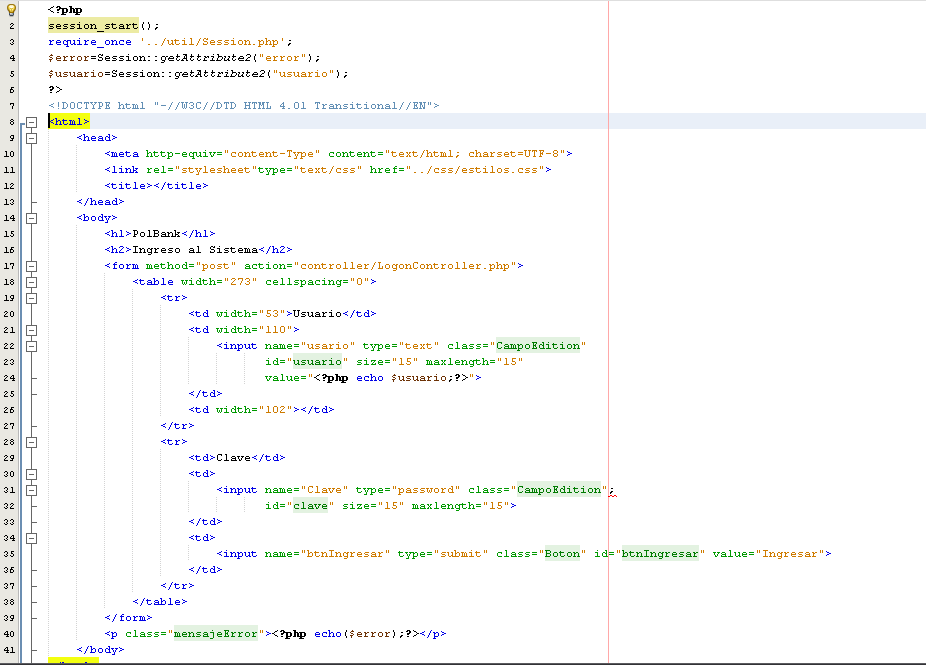 <?php
2 session_start();
3 require_once '../util/Session.php';
4 $error=Session::getAttribute2("error");
5 $usuario=Session::getAttribute2("usuario");
6 ?>
7 <!DOCTYPE html "-//W3C//DTD HTML 4.01 Transitional//EN">
8 <html>
9 <head>
10 <meta http-equiv="content-Type" content="text/html; charset=UTF-8">
11 <link rel="stylesheet"type="text/css" href="../css/estilos.css">
12 <title></title>
13 </head>
14 <body>
15 <h1>PolBank</h1>
16 <h2>Ingreso al Sistema</h2>
17 <form method="post" action="controller/LogonController.php">
18 <table width="273" cellspacing="0">
19 <tr>
20 <td width="53">Usuario</td>
21 <td width="110">
22 <input name="usario" type="text" class="CampoEdition"
23 id="usuario" size="15" maxlength="15"
24 value="<?php echo $usuario;?>">
25 </td>
26 <td width="102"></td>
27 </tr>
28 <tr>
29 <td>Clave</td>
30 <td>
31 <input name="Clave" type="password" class="CampoEdition";
32 id="clave" size="15" maxlength="15">
33 </td>
34 <td>
35 <input name="btnIngresar" type="submit" class="Boton" id="btnIngresar" value="Ingresar">
36 </td>
37 </tr>
38 </table>
39 </form>
40 <p class="mensajeError"><?php echo($error);?></p>
41 </body>